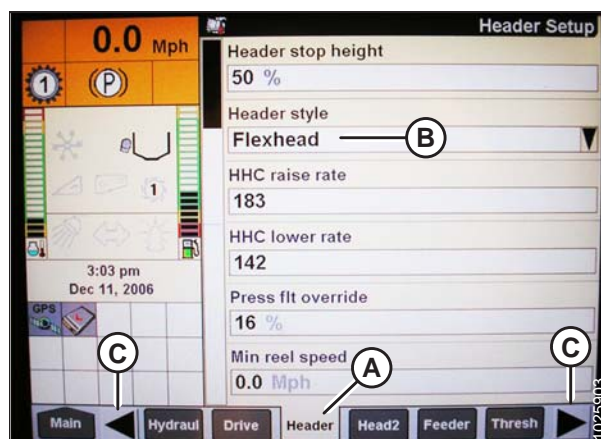 0.0 Mph
1
(P)
1
3:03 pm
Dec 11, 2006
GPS
Header Setup
Header stop height
50 %
Header style
Flexhead
B
HHC raise rate
183
HHC lower rate
142
Press flt override
16 %
Min reel speed
0.0 Mph
A
C
C
Main
Hydraul
Drive
Header
Head2
Feeder
Thresh
1025903